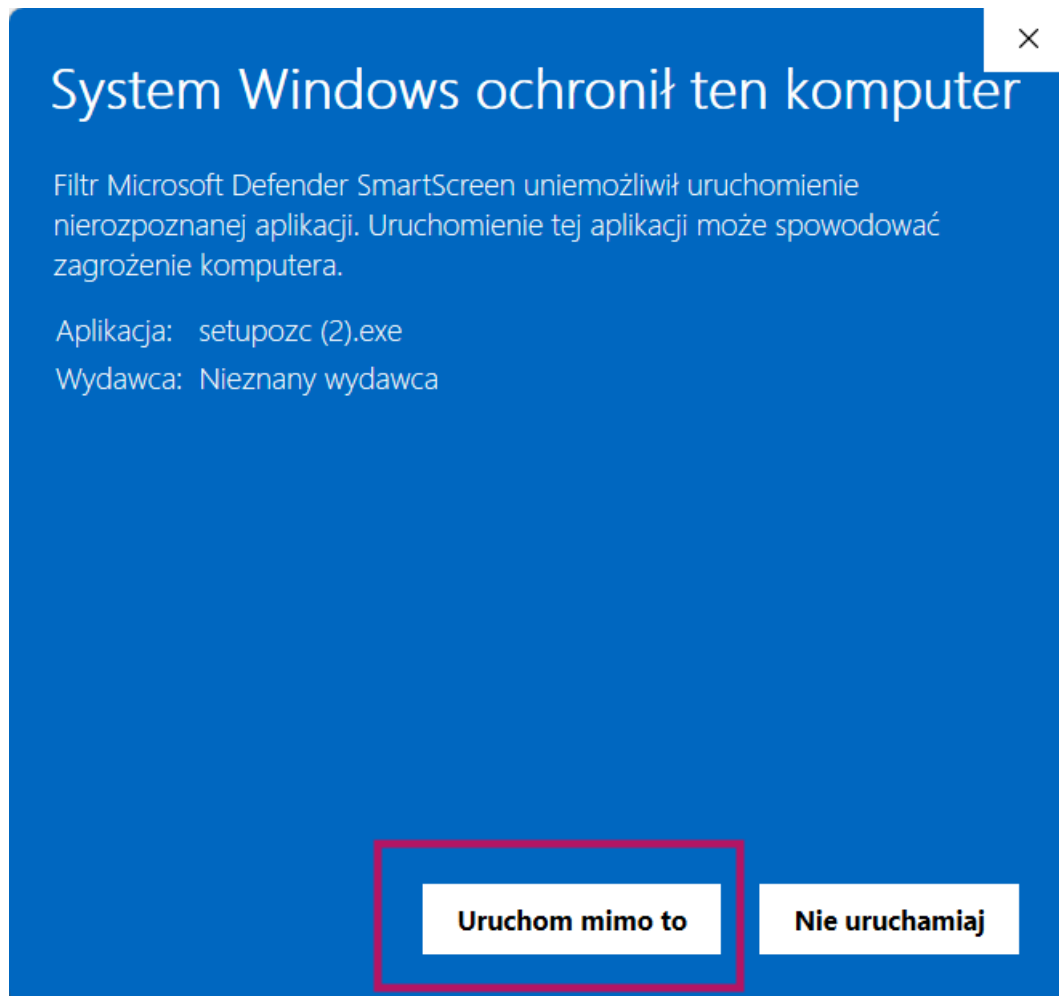 System Windows ochronił ten komputer
Filtr Microsoft Defender SmartScreen uniemożliwił uruchomienie
nierozpoznanej aplikacji. Uruchomienie tej aplikacji może spowodować
zagrożenie komputera.
Aplikacja: setupozc (2).exe
Wydawca: Nieznany wydawca
Uruchom mimo to Nie uruchamiaj